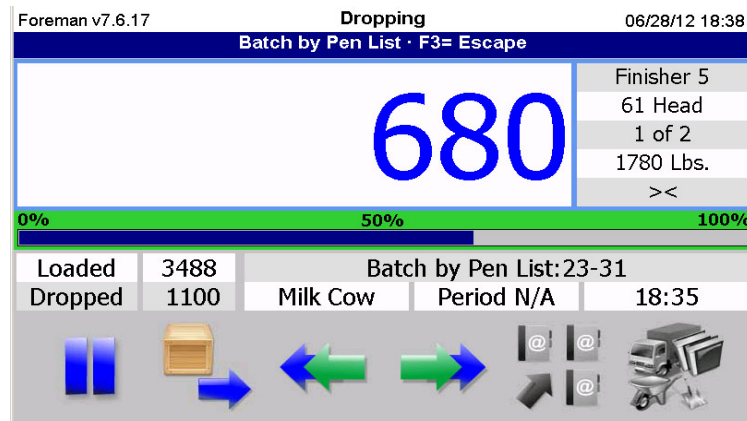 Foreman v7.6.17 Dropping 06/28/12 18:38
Batch by Pen List · F3= Escape
680
Finisher 5
61 Head
1 of 2
1780 Lbs.
><
0% 50% 100%
Loaded 3488 Batch by Pen List:23-31
Dropped 1100 Milk Cow Period N/A 18:35
@ @
@